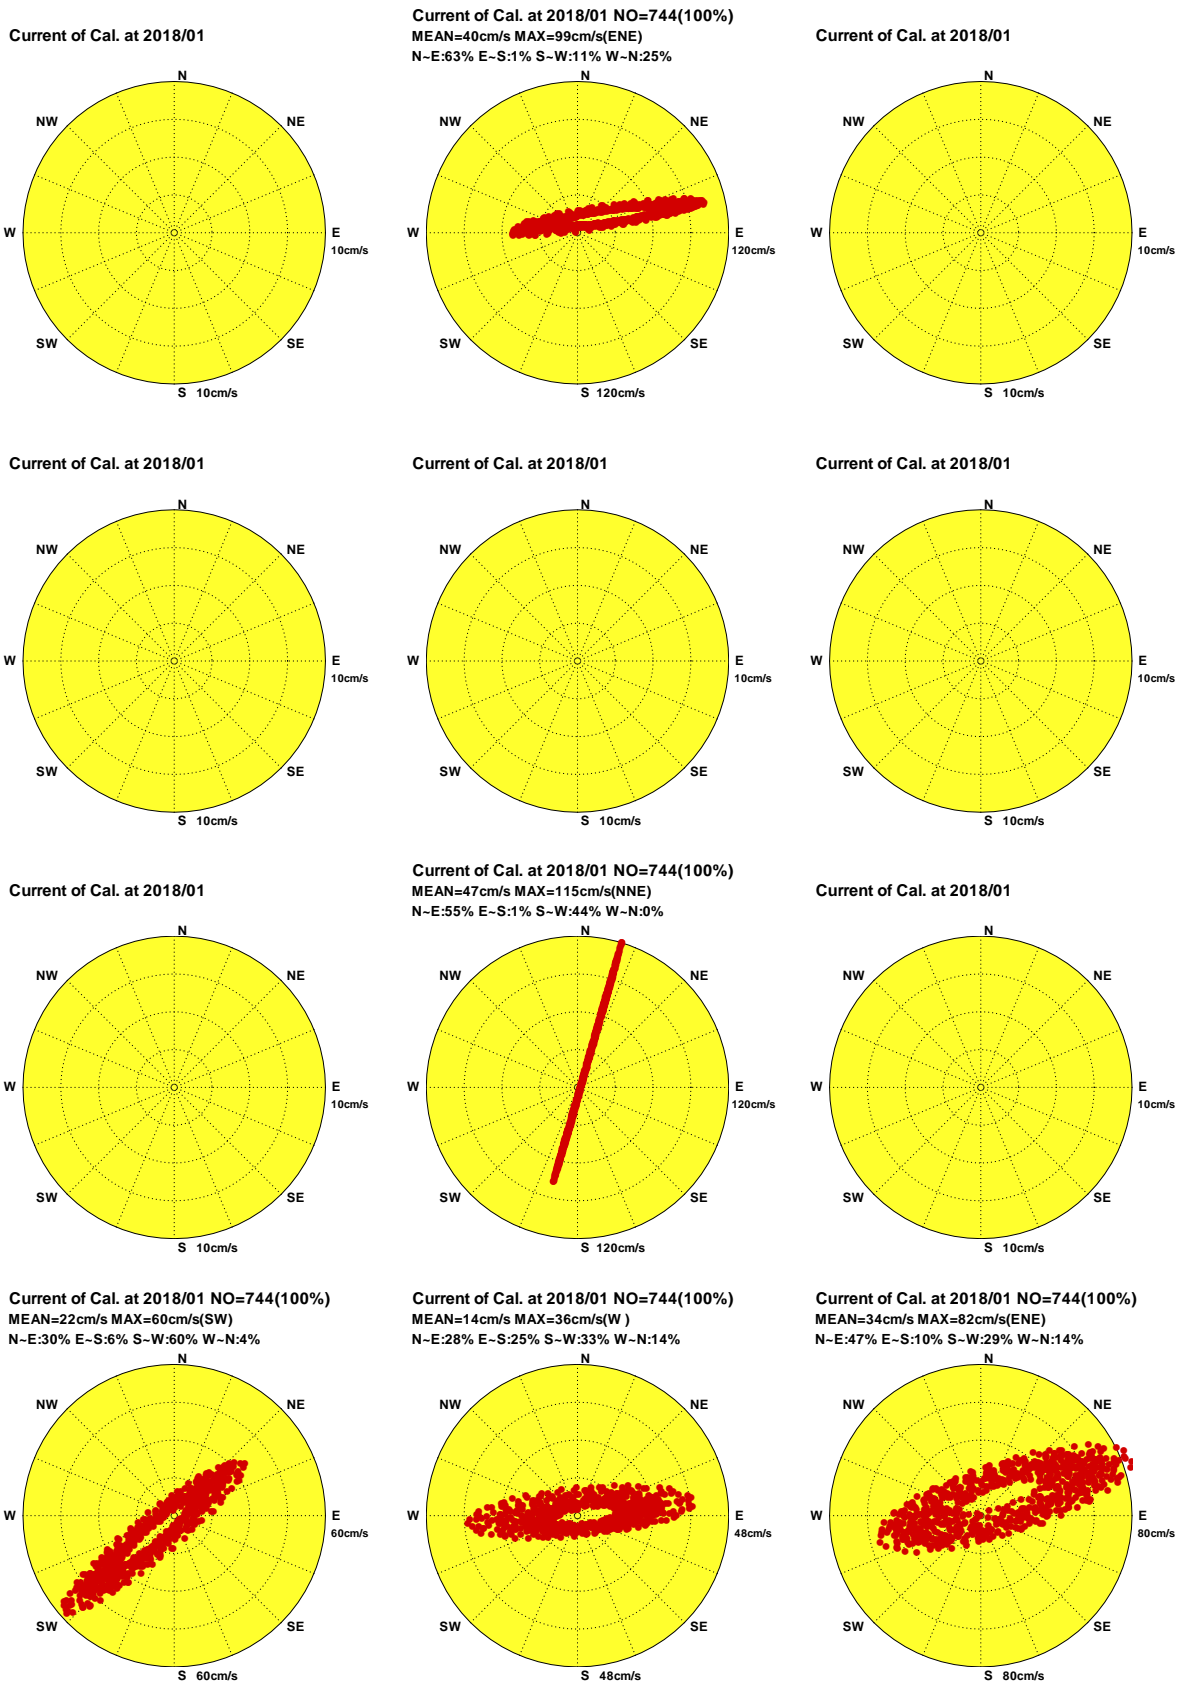 Current of Cal. at 2018/01
N
NW
NE
W
E
10cm/s
SW
SE
S 10cm/s
Current of Cal. at 2018/01 NO=744(100%)
MEAN=40cm/s MAX=99cm/s(ENE)
N~E:63% E~S:1% S~W:11% W~N:25%
N
NW
NE
W
E
120cm/s
SW
SE
S 120cm/s
Current of Cal. at 2018/01
N
NW
NE
W
E
10cm/s
SW
SE
S 10cm/s
Current of Cal. at 2018/01
N
NW
NE
W
E
10cm/s
SW
SE
S 10cm/s
Current of Cal. at 2018/01
N
NW
NE
W
E
10cm/s
SW
SE
S 10cm/s
Current of Cal. at 2018/01
N
NW
NE
W
E
10cm/s
SW
SE
S 10cm/s
Current of Cal. at 2018/01
N
NW
NE
W
E
10cm/s
SW
SE
S 10cm/s
Current of Cal. at 2018/01 NO=744(100%)
MEAN=47cm/s MAX=115cm/s(NNE)
N~E:55% E~S:1% S~W:44% W~N:0%
N
NW
NE
W
E
120cm/s
SW
SE
S 120cm/s
Current of Cal. at 2018/01
N
NW
NE
W
E
10cm/s
SW
SE
S 10cm/s
Current of Cal. at 2018/01 NO=744(100%)
MEAN=22cm/s MAX=60cm/s(SW)
N~E:30% E~S:6% S~W:60% W~N:4%
N
NW
NE
W
E
60cm/s
SW
SE
S 60cm/s
Current of Cal. at 2018/01 NO=744(100%)
MEAN=14cm/s MAX=36cm/s(W )
N~E:28% E~S:25% S~W:33% W~N:14%
N
NW
NE
W
E
48cm/s
SW
SE
S 48cm/s
Current of Cal. at 2018/01 NO=744(100%)
MEAN=34cm/s MAX=82cm/s(ENE)
N~E:47% E~S:10% S~W:29% W~N:14%
N
NW
NE
W
E
80cm/s
SW
SE
S 80cm/s